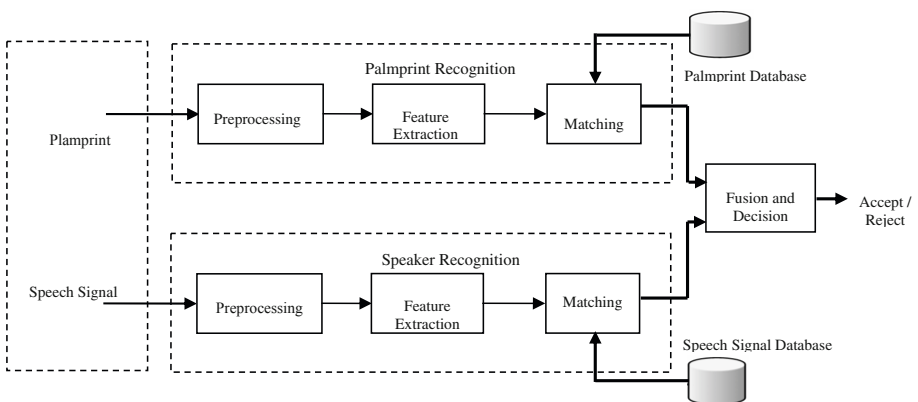 Palmprint Database
Palmprint Recognition
Preprocessing
Feature
Extraction
Matching
Plamprint
Fusion and
Decision
Accept /
Reject
Speech Signal
Speaker Recognition
Preprocessing
Feature
Extraction
Matching
Speech Signal Database